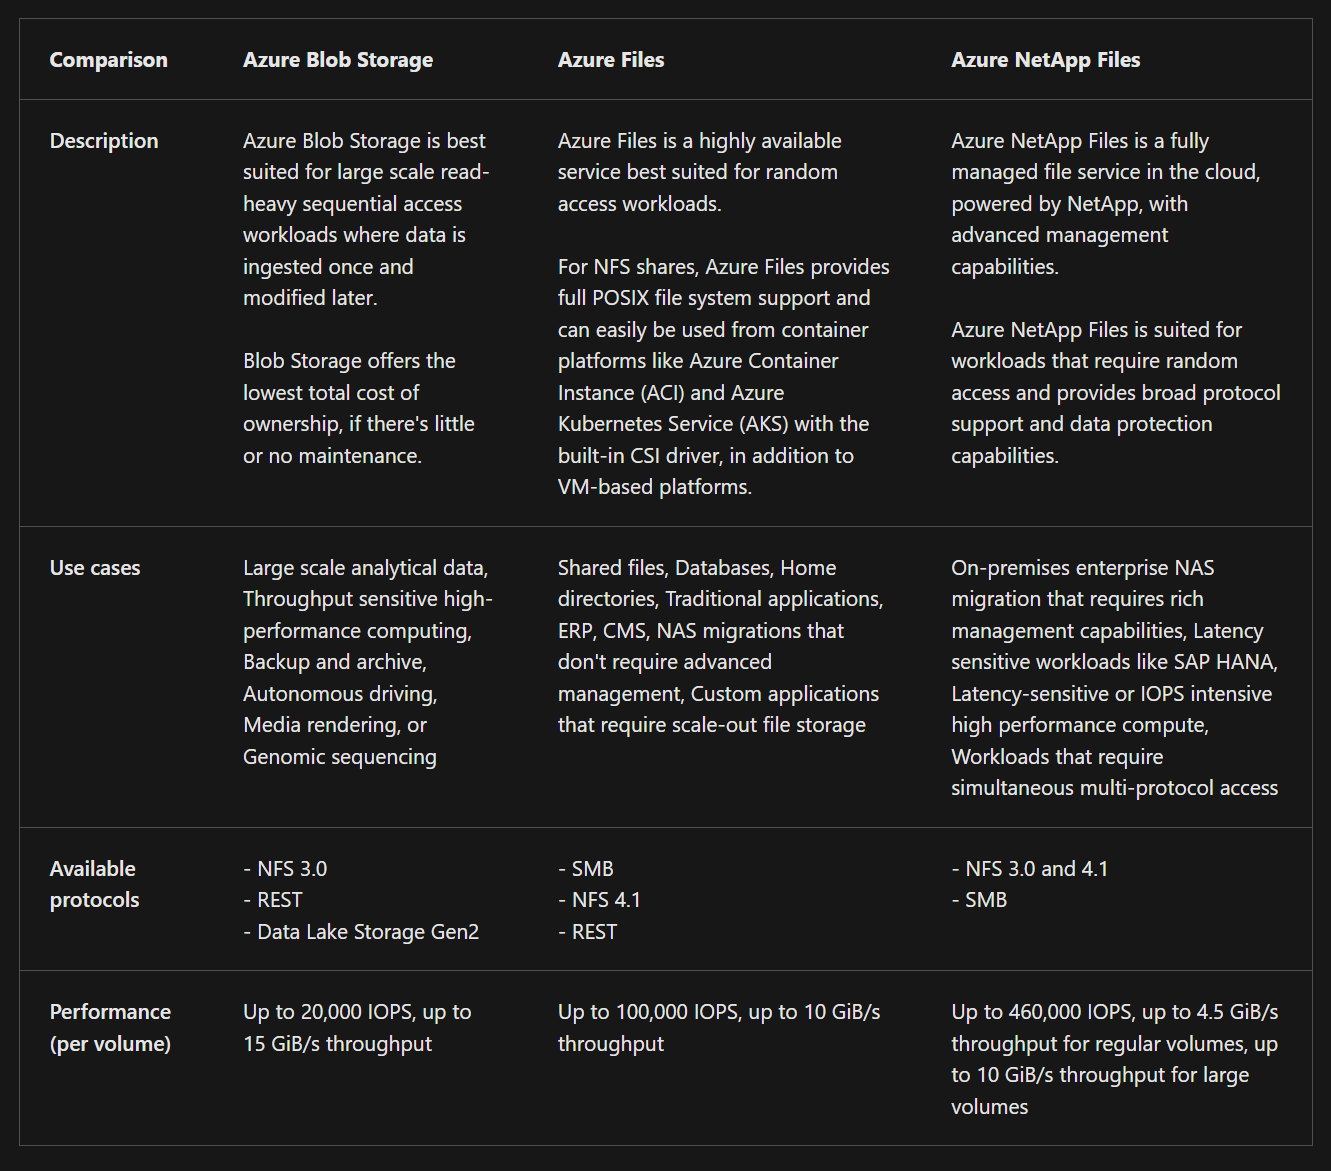 Comparison
Azure Blob Storage
Azure Files
Azure NetApp Files
Description
Azure Blob Storage is best
suited for large scale read-
heavy sequential access
workloads where data is
ingested once and
modified later.
Blob Storage offers the
lowest total cost of
ownership, if there's little
or no maintenance.
Azure Files is a highly available
service best suited for random
access workloads.
For NFS shares, Azure Files provides
full POSIX file system support and
can easily be used from container
platforms like Azure Container
Instance (ACI) and Azure
Kubernetes Service (AKS) with the
built-in CSI driver, in addition to
VM-based platforms.
Azure NetApp Files is a fully
managed file service in the cloud,
powered by NetApp, with
advanced management
capabilities.
Azure NetApp Files is suited for
workloads that require random
access and provides broad protocol
support and data protection
capabilities.
Use cases
Large scale analytical data,
Throughput sensitive high-
performance computing,
Backup and archive,
Autonomous driving,
Media rendering, or
Genomic sequencing
Shared files, Databases, Home
directories, Traditional applications,
ERP, CMS, NAS migrations that
don't require advanced
management, Custom applications
that require scale-out file storage
On-premises enterprise NAS
migration that requires rich
management capabilities, Latency
sensitive workloads like SAP HANA,
Latency-sensitive or IOPS intensive
high performance compute,
Workloads that require
simultaneous multi-protocol access
Available
protocols
- NFS 3.0
- REST
- Data Lake Storage Gen2
- SMB
- NFS 4.1
- REST
- NFS 3.0 and 4.1
- SMB
Performance
(per volume)
Up to 20,000 IOPS, up to
15 GiB/s throughput
Up to 100,000 IOPS, up to 10 GiB/s
throughput
Up to 460,000 IOPS, up to 4.5 GiB/s
throughput for regular volumes, up
to 10 GiB/s throughput for large
volumes